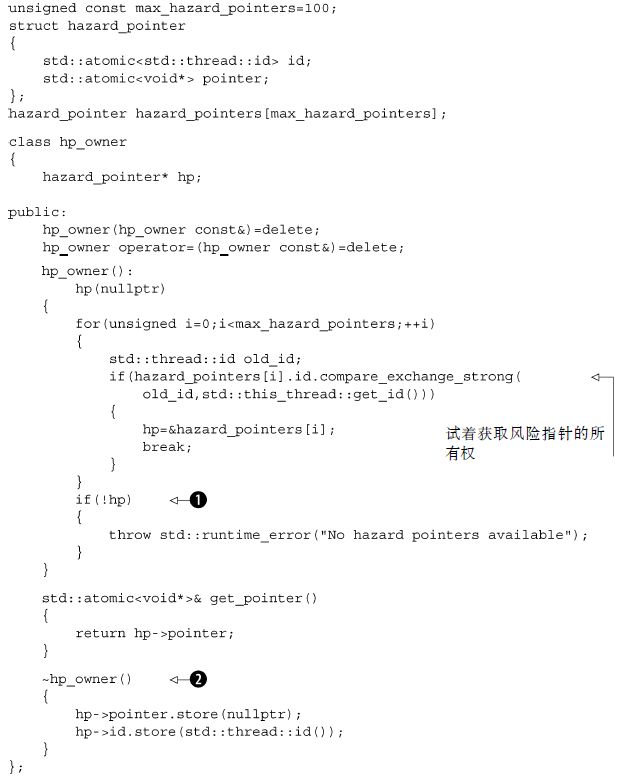 unsigned const max_hazard_pointers=100;
struct hazard_pointer
{
    std::atomic<std::thread::id> id;
    std::atomic<void*> pointer;
};
hazard_pointer hazard_pointers[max_hazard_pointers];
class hp_owner
{
    hazard_pointer* hp;
public:
    hp_owner(hp_owner const&)=delete;
    hp_owner operator=(hp_owner const&)=delete;
    hp_owner():
        hp(nullptr)
    {
        for(unsigned i=0;i<max_hazard_pointers;++i)
        {
            std::thread::id old_id;
            if(hazard_pointers[i].id.compare_exchange_strong(
                old_id,std::this_thread::get_id()))
            {
                hp=&hazard_pointers[i];
                break;
            }
        }
试着获取风险指针的所
有权
        if(!hp) 1
        {
            throw std::runtime_error("No hazard pointers available");
        }
    }
    std::atomic<void*>& get_pointer()
    {
        return hp->pointer;
    }
    ~hp_owner() 2
    {
        hp->pointer.store(nullptr);
        hp->id.store(std::thread::id());
    }
};